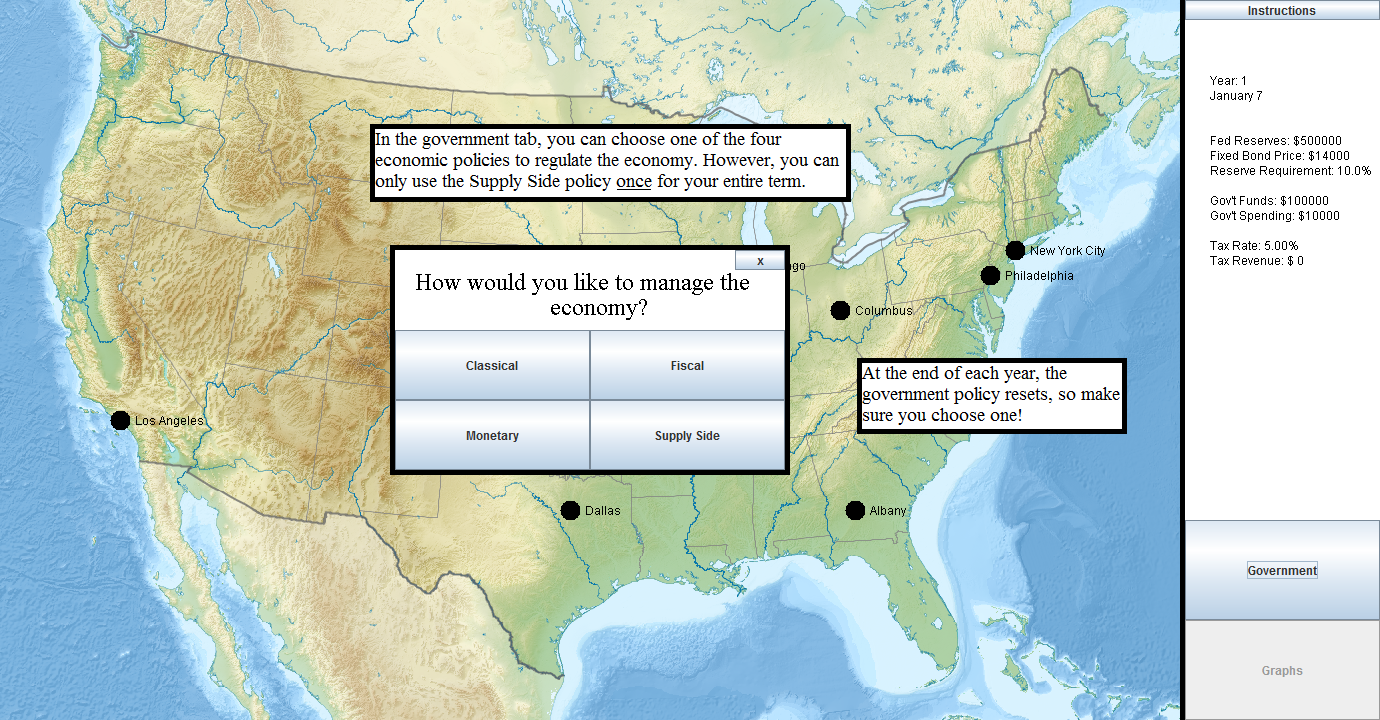 Instructions
Year: 1
January 7
Fed Reserves: $500000
Fixed Bond Price: $14000
Reserve Requirement: 10.0%
Gov't Funds: $100000
Gov't Spending: $10000
Tax Rate: 5.00%
Tax Revenue: $ 0
In the government tab, you can choose one of the four
economic policies to regulate the economy. However, you can
only use the Supply Side policy once for your entire term.
x
ago
How would you like to manage the
economy?
Classical
Fiscal
Monetary
Supply Side
New York City
Philadelphia
Columbus
At the end of each year, the
government policy resets, so make
sure you choose one!
Los Angeles
Dallas
Albany
Government
Graphs